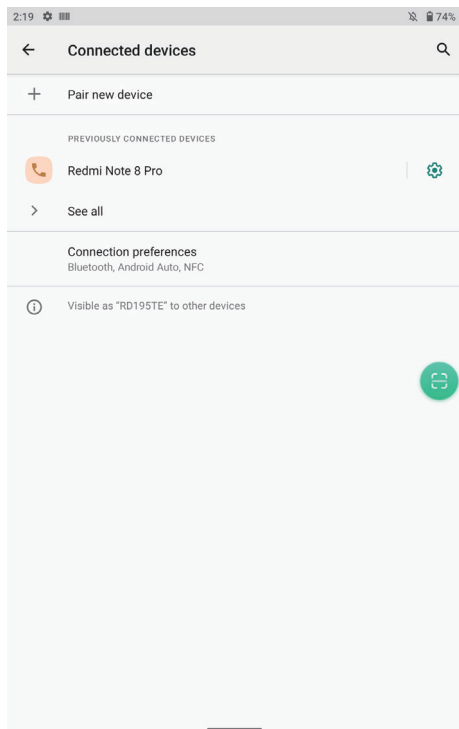 2:19 74%
Connected devices
Pair new device
PREVIOUSLY CONNECTED DEVICES
Redmi Note 8 Pro
See all
Connection preferences
Bluetooth, Android Auto, NFC
Visible as "RD195TE" to other devices